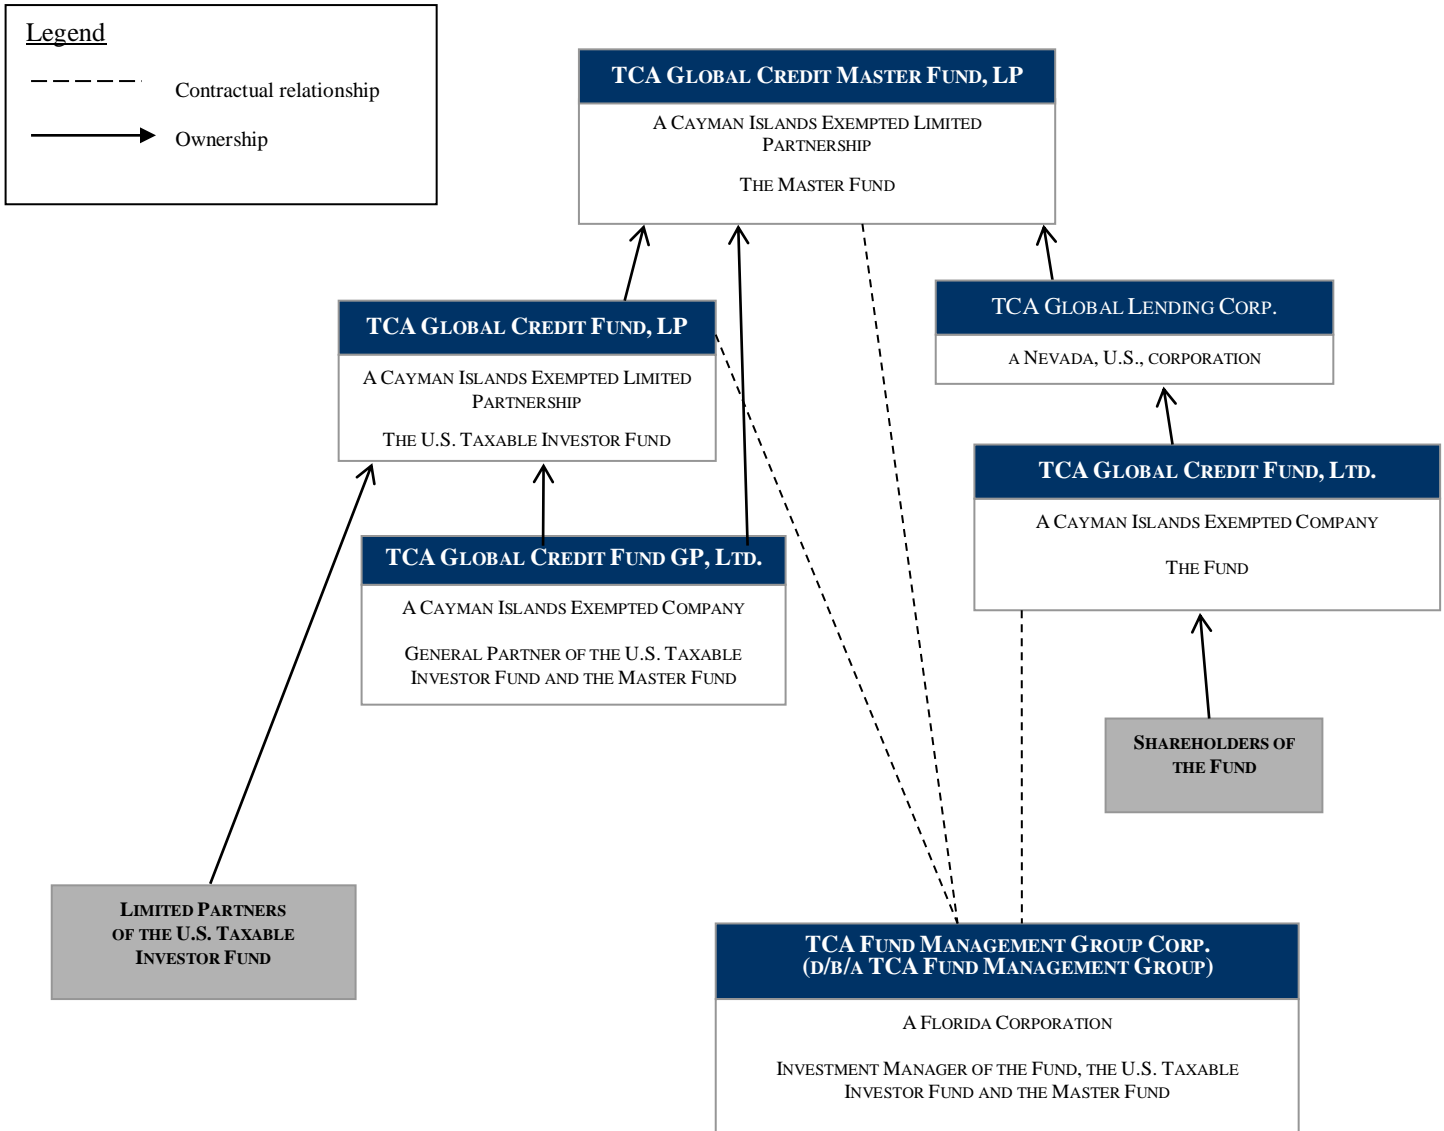 Legend
Contractual relationship
Ownership
TCA GLOBAL CREDIT MASTER FUND, LP
A CAYMAN ISLANDS EXEMPTED LIMITED
PARTNERSHIP
THE MASTER FUND
TCA GLOBAL CREDIT FUND, LP
A CAYMAN ISLANDS EXEMPTED LIMITED
PARTNERSHIP
THE U.S. TAXABLE INVESTOR FUND
TCA GLOBAL LENDING CORP.
A NEVADA, U.S., CORPORATION
TCA GLOBAL CREDIT FUND, LTD.
A CAYMAN ISLANDS EXEMPTED COMPANY
THE FUND
TCA GLOBAL CREDIT FUND GP, LTD.
A CAYMAN ISLANDS EXEMPTED COMPANY
GENERAL PARTNER OF THE U.S. TAXABLE
INVESTOR FUND AND THE MASTER FUND
SHAREHOLDERS OF
THE FUND
LIMITED PARTNERS
OF THE U.S. TAXABLE
INVESTOR FUND
TCA FUND MANAGEMENT GROUP CORP.
(D/B/A TCA FUND MANAGEMENT GROUP)
A FLORIDA CORPORATION
INVESTMENT MANAGER OF THE FUND, THE U.S. TAXABLE
INVESTOR FUND AND THE MASTER FUND